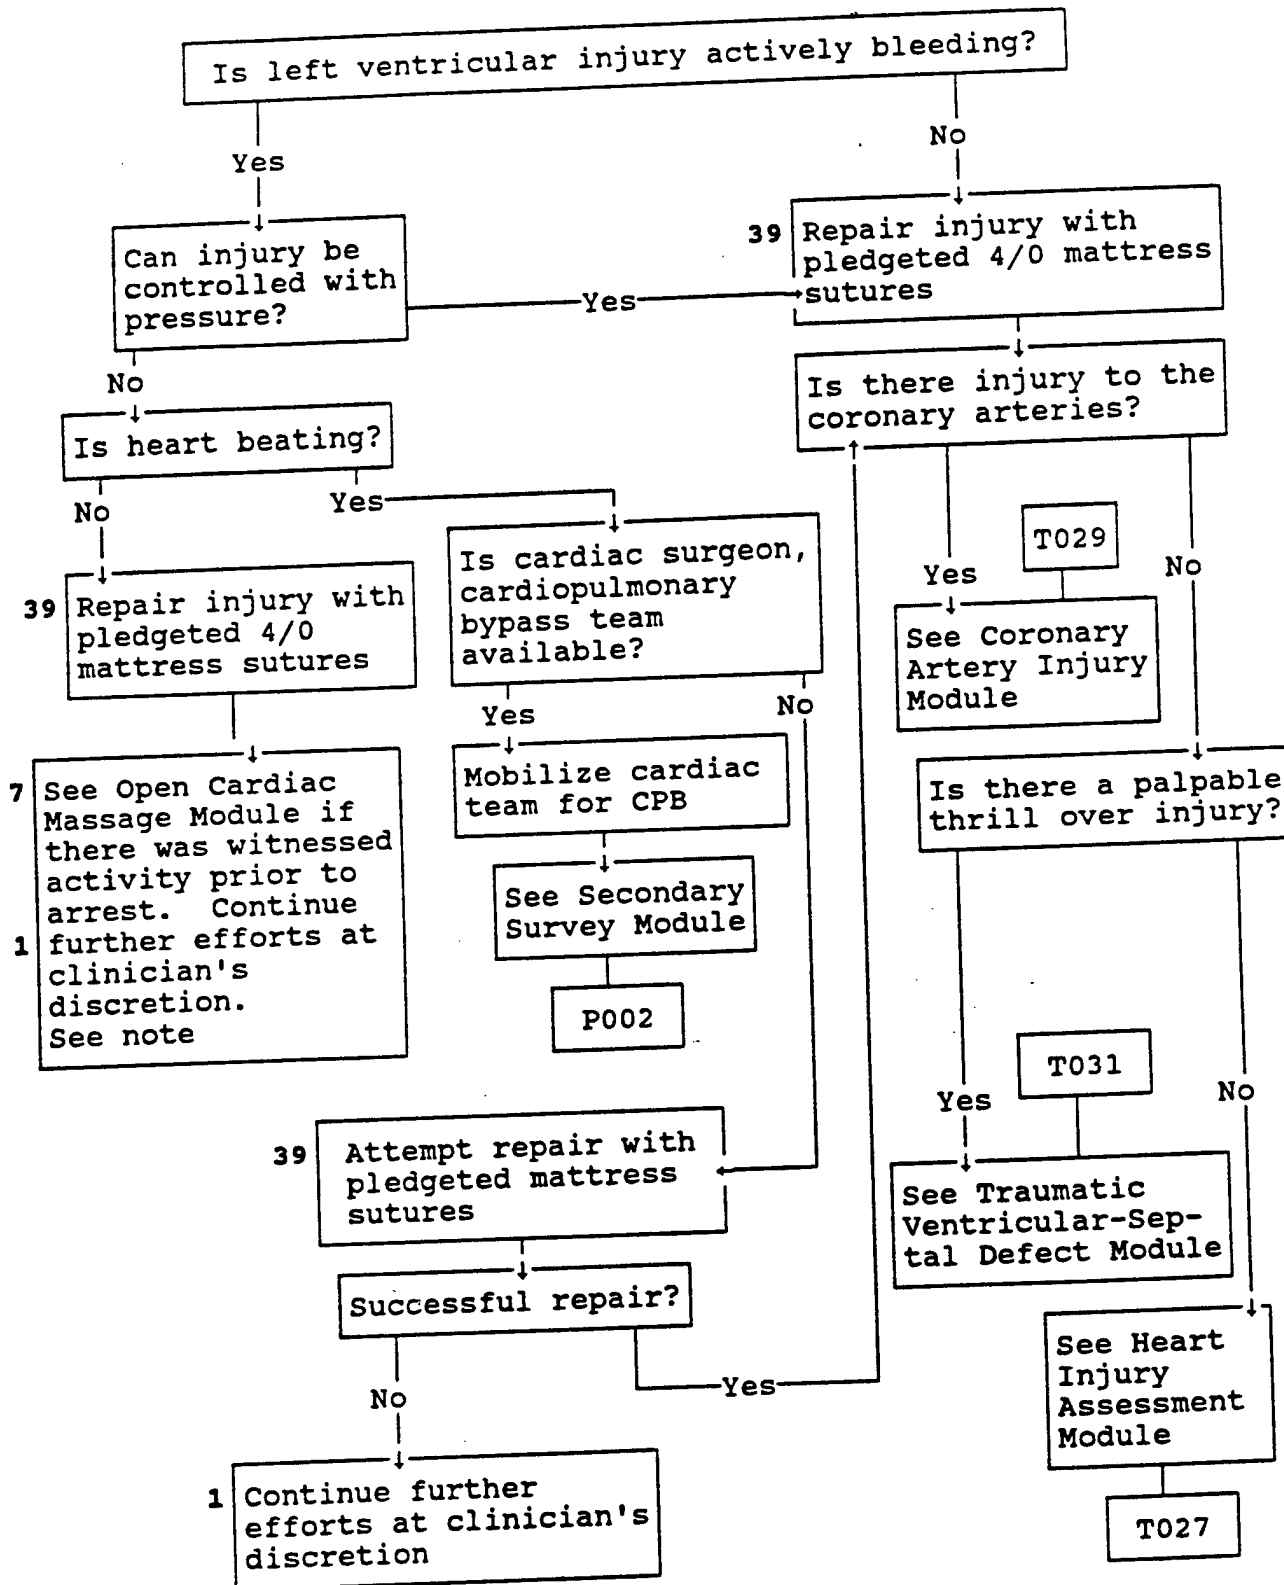 Is left ventricular injury actively bleeding?
Yes
No
Can injury be
controlled with
pressure?
Yes
39
Repair injury with
pledgeted 4/0 mattress
sutures
No
Is there injury to the
coronary arteries?
Is heart beating?
No
Yes
39
Repair injury with
pledgeted 4/0
mattress sutures
Is cardiac surgeon,
cardiopulmonary
bypass team
available?
Yes
T029
No
See Coronary
Artery Injury
Module
Yes
No
7
See Open Cardiac
Massage Module if
there was witnessed
activity prior to
arrest. Continue
1
further efforts at
clinician's
discretion.
See note
Mobilize cardiac
team for CPB
Is there a palpable
thrill over injury?
See Secondary
Survey Module
P002
T031
Yes
No
39
Attempt repair with
pledgeted mattress
sutures
See Traumatic
Ventricular-Sep-
tal Defect Module
Successful repair?
No
Yes
See Heart
Injury
Assessment
Module
1
Continue further
efforts at clinician's
discretion
T027